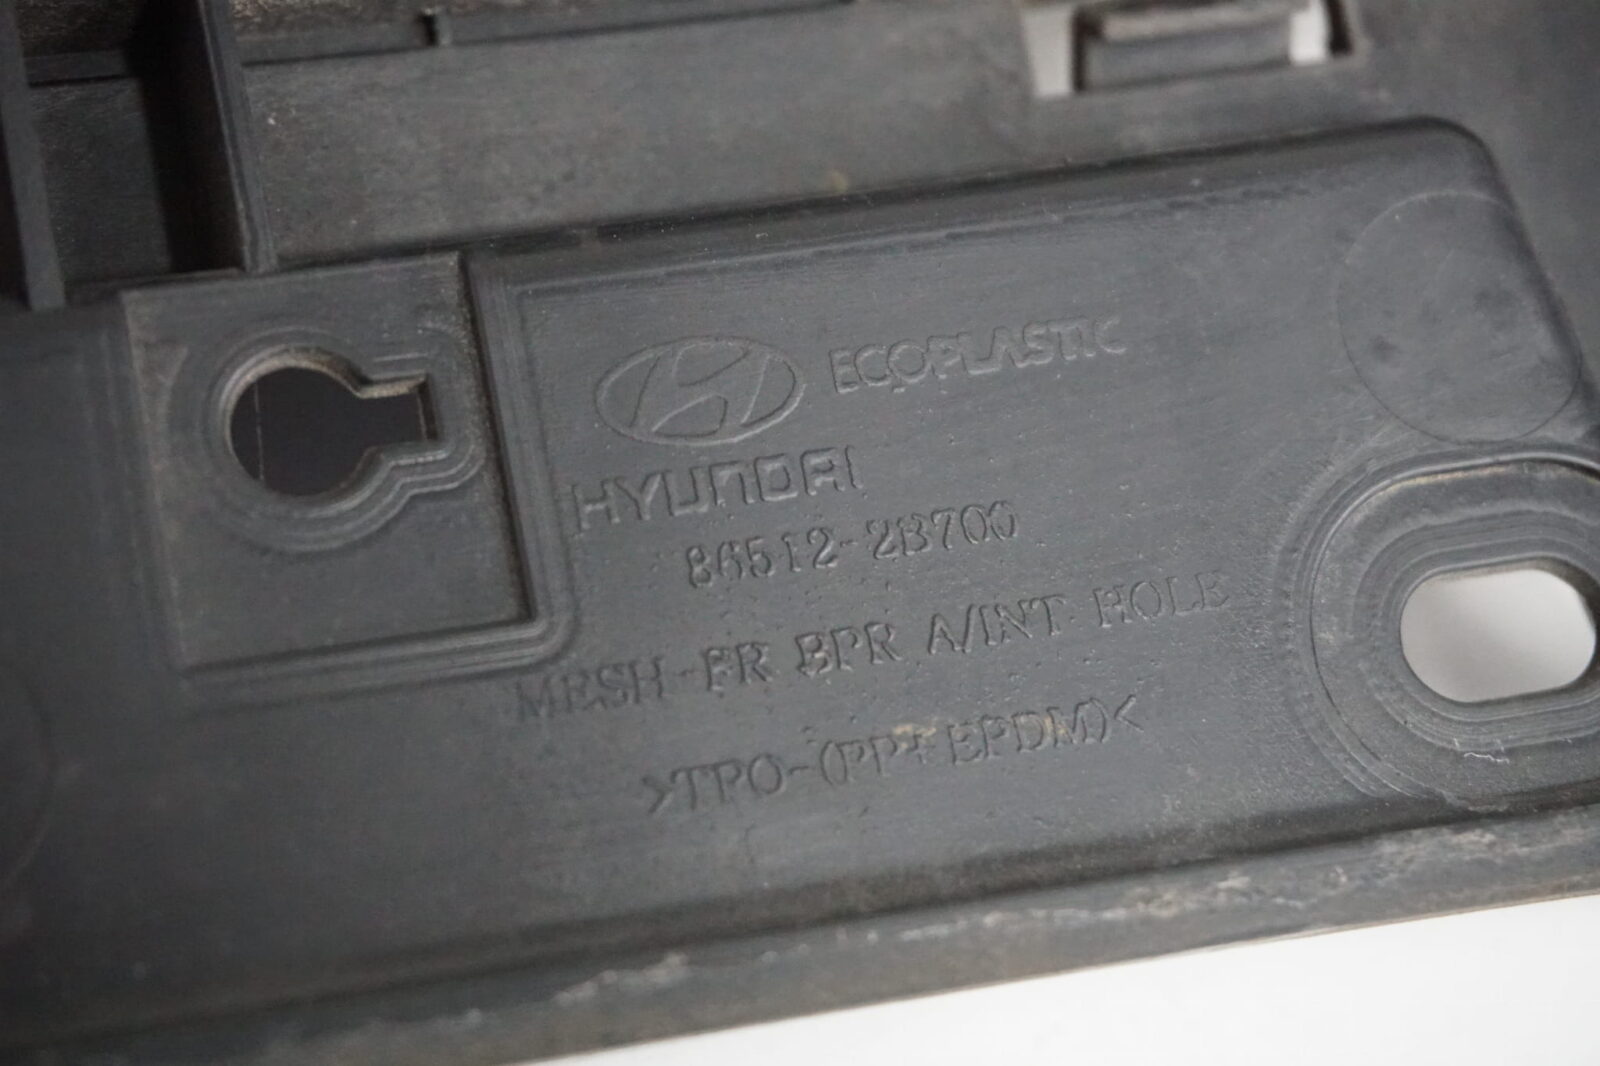 ECOPLASTIC
HYUNDAI
86512-2B700
MESH-FR BPR A/INT HOLE
>TPO-(PP+EPDM)<